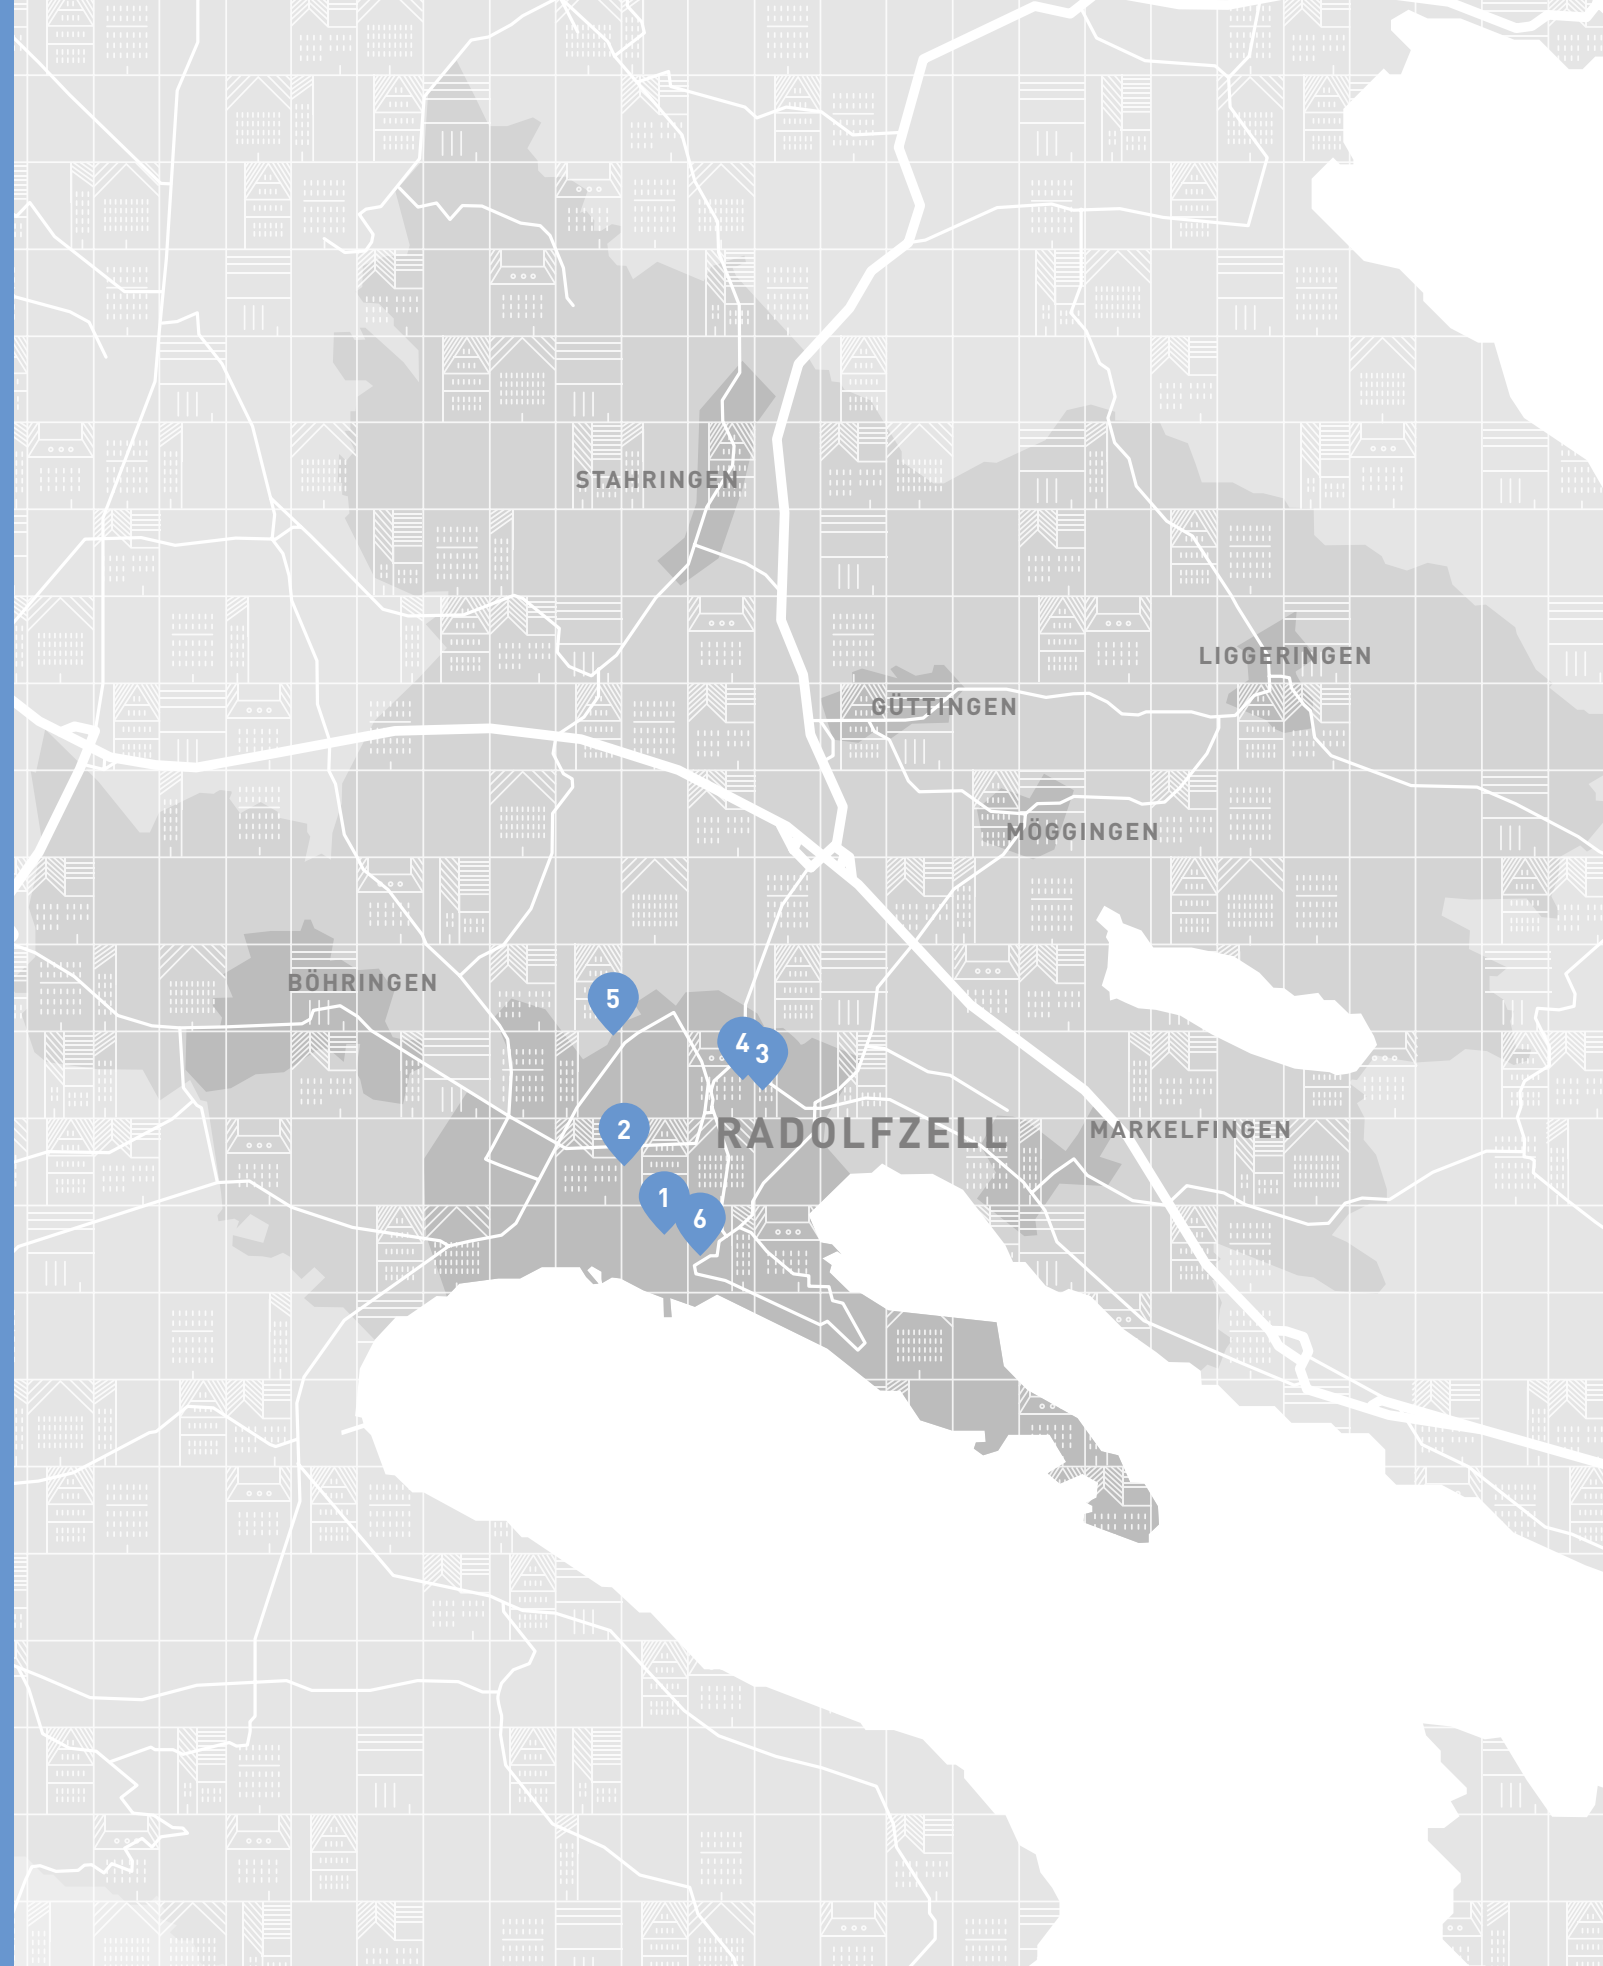 STAHRINGEN
LIGGERINGEN
GÜTTINGEN
MÖGGINGEN
BÖHRINGEN
5
4
3
2
RADOLFZELL
MARKELFINGEN
1
6